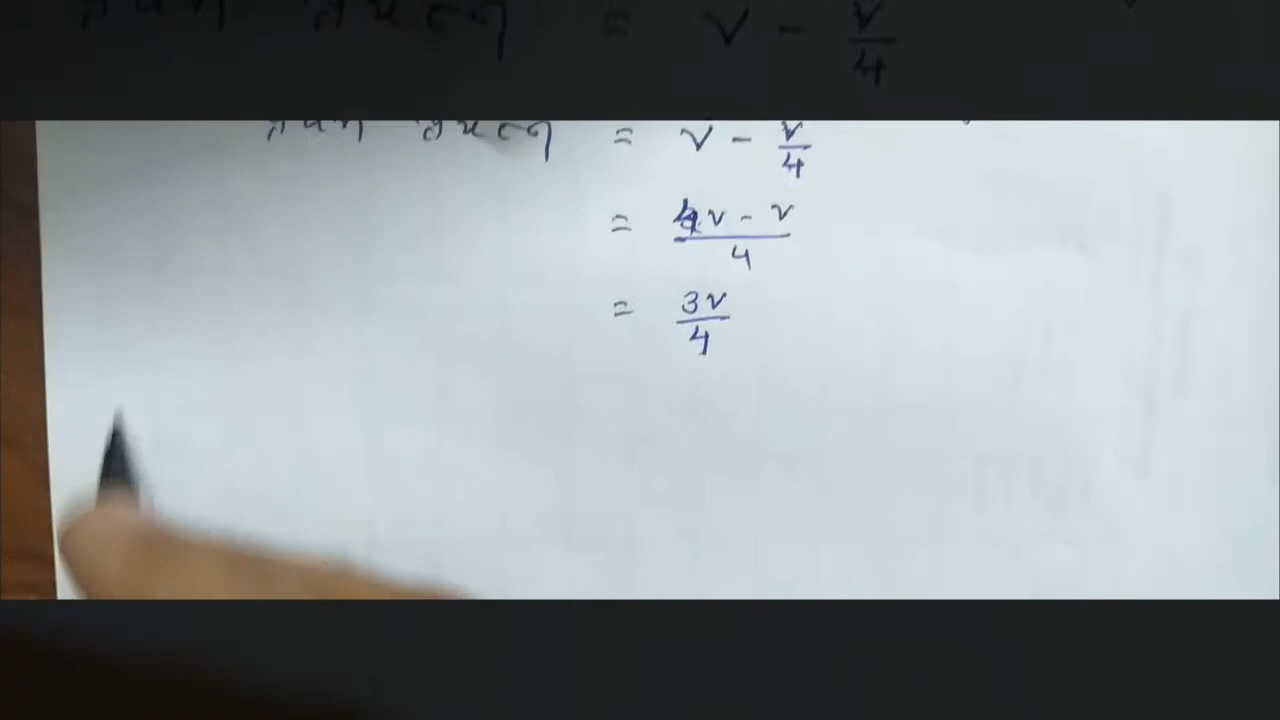 = v - v/4
= 4v - v/4
= 3v/4